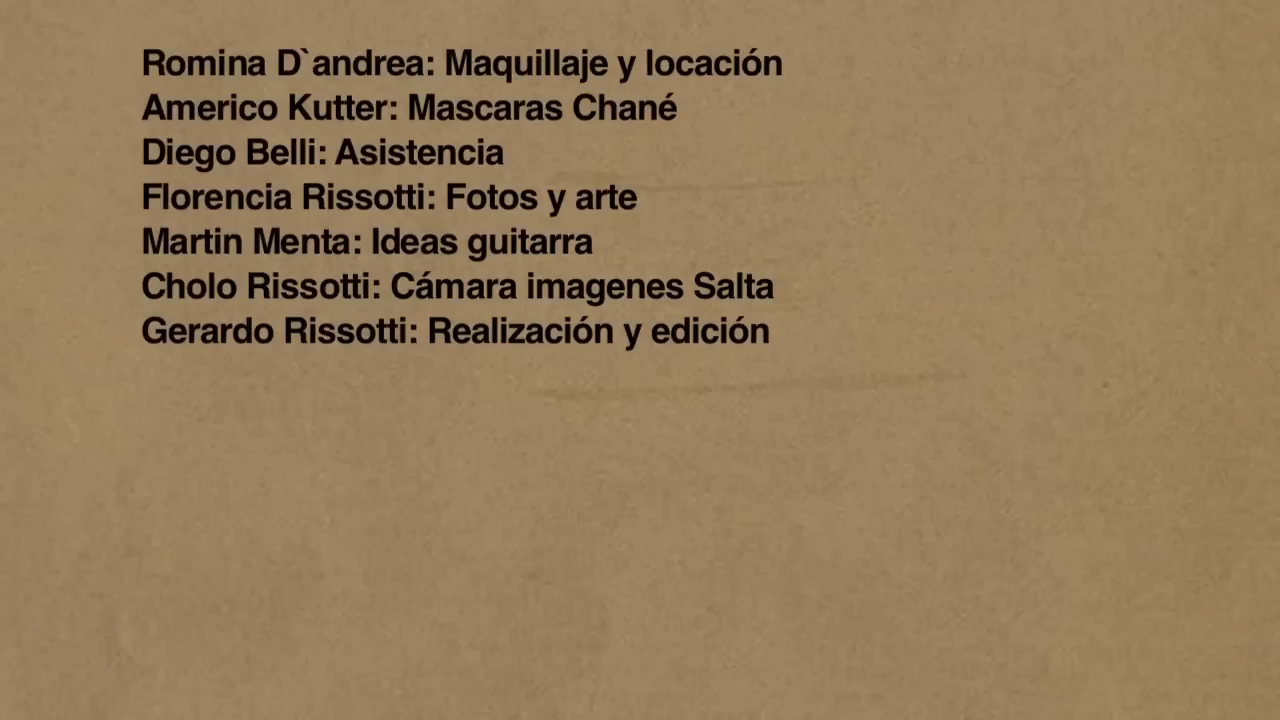 Romina D`andrea: Maquillaje y locación
Americo Kutter: Mascaras Chané
Diego Belli: Asistencia
Florencia Rissotti: Fotos y arte
Martin Menta: Ideas guitarra
Cholo Rissotti: Cámara imagenes Salta
Gerardo Rissotti: Realización y edición